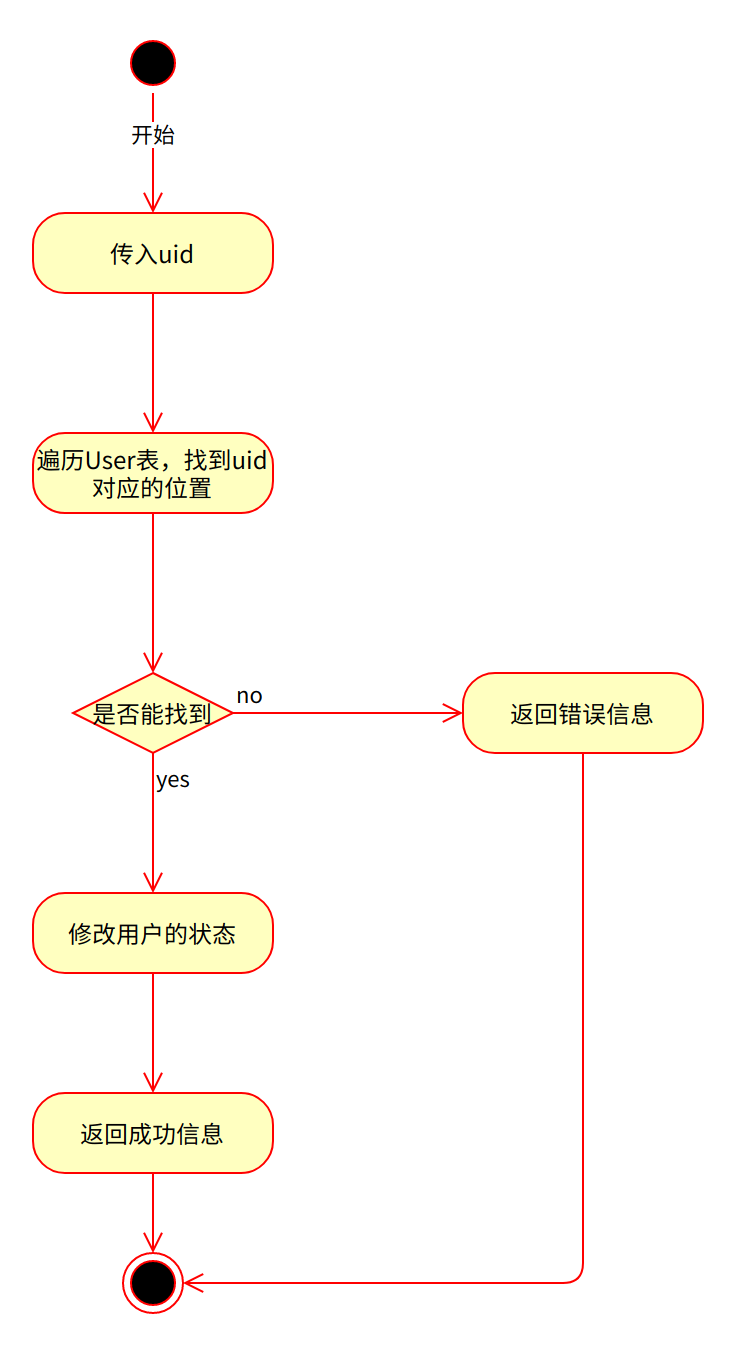 开始
传入uid
遍历User表，找到uid
对应的位置
是否能找到
no
返回错误信息
yes
修改用户的状态
返回成功信息